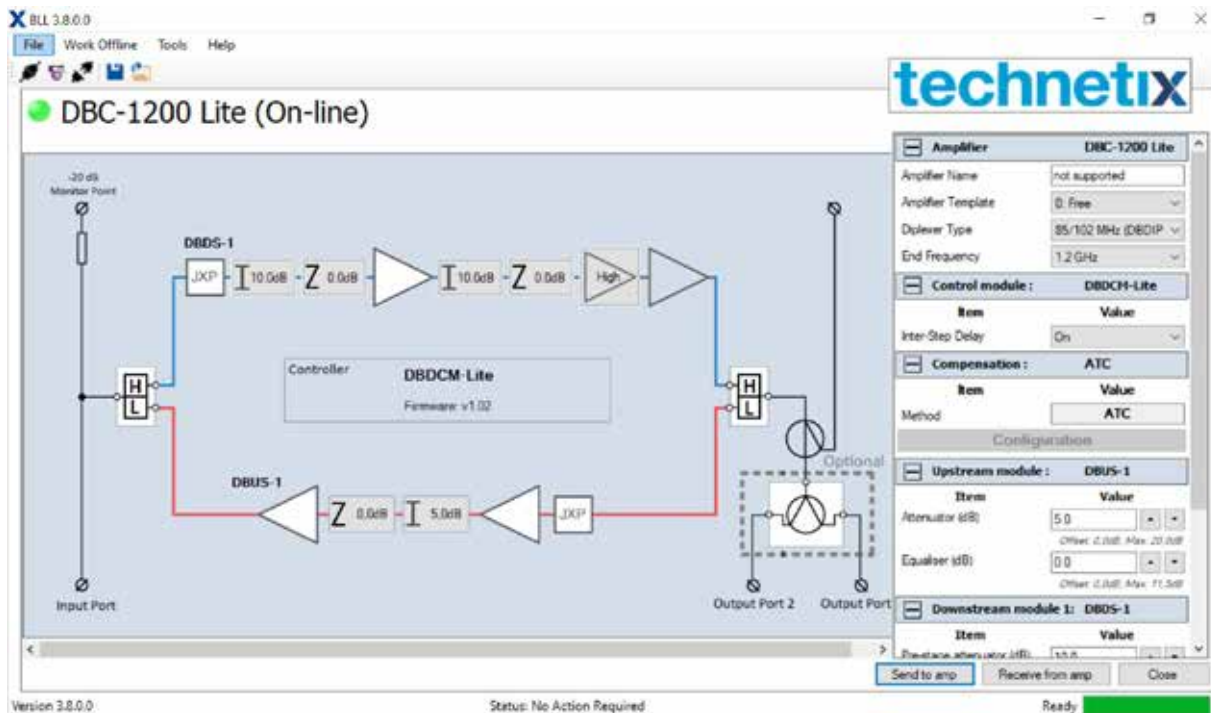 BLL 3.8.0.0
File Work Offline Tools Help
technetix
DBC-1200 Lite (On-line)
-20 dB
Monitor Point
DBDS-1
JXP 10.0dB Z 0.0dB 10.0dB Z 0.0dB High
H
L
Controller
DBDCM-Lite
Firmware: v1.02
H
L
Optional
DBUS-1
Z 0.0dB 5.0dB JXP
Input Port
Output Port 2 Output Port
Amplifier DBC-1200 Lite
Amplifier Name not supported
Amplifier Template 0: Free
Diplexer Type 85/102 MHz (DBDIP
End Frequency 1.2 GHz
Control module : DBDCM-Lite
Item Value
Inter-Step Delay On
Compensation : ATC
Item Value
Method ATC
Configuration
Upstream module : DBUS-1
Item Value
Attenuator (dB) 5.0
Offset: 0.0dB, Max: 20.0dB
Equaliser (dB) 0.0
Offset: 0.0dB, Max: 11.5dB
Downstream module 1: DBDS-1
Item Value
Pre-stage attenuator (dB) 10.0
Send to amp Receive from amp Close
Version 3.8.0.0 Status: No Action Required Ready